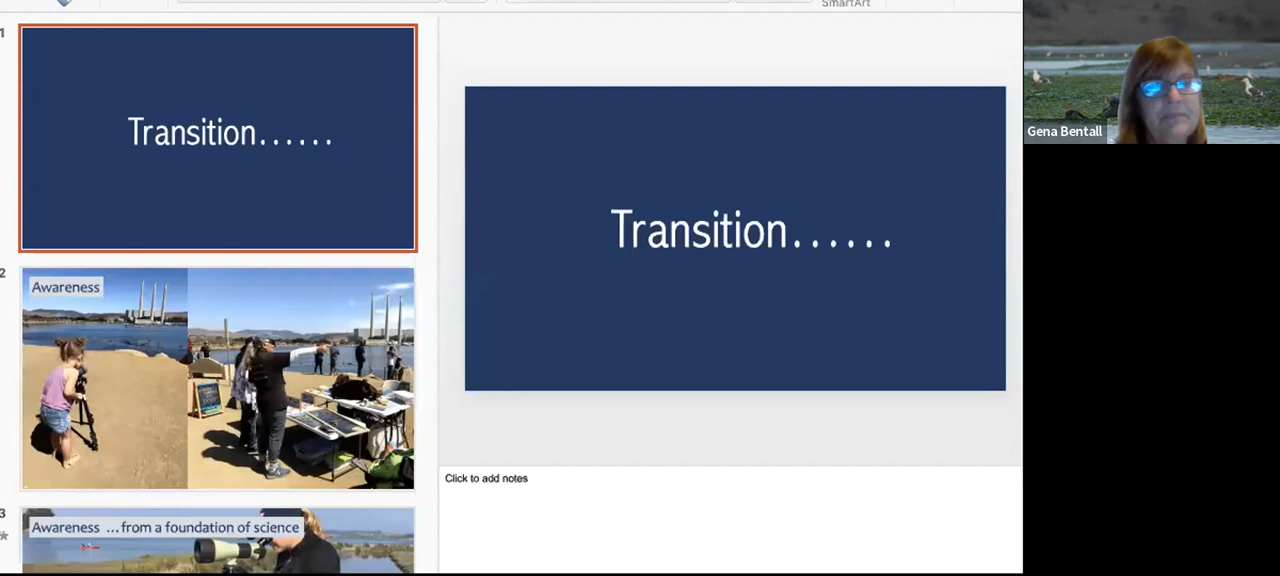 SmartArt
1
Transition......
2
Awareness
3
Awareness ...from a foundation of science
Transition......
Click to add notes
Gena Bentall